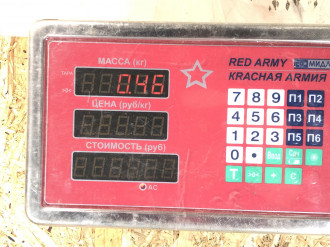 МАССА (кг)
0.46
ЦЕНА (руб/кг)
СТОИМОСТЬ (руб)
АС
RED ARMY
КРАСНАЯ АРМИЯ
7 8 9 П1 П2
4 5 6 П3 П4
1 2 3 П5
0 . П6
Т + С